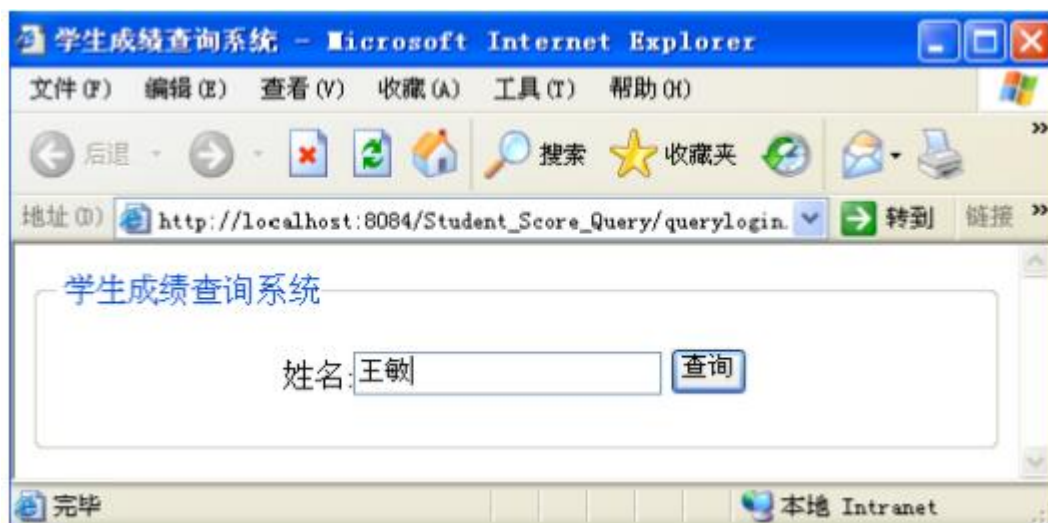 学生成绩查询系统 - Microsoft Internet Explorer
文件(F) 编辑(E) 查看(V) 收藏(A) 工具(T) 帮助(H)
后退 搜索 收藏夹 »
地址(D) http://localhost:8084/Student_Score_Query/querylogin. 转到 链接 »
学生成绩查询系统
姓名:王敏 查询
完毕 本地 Intranet